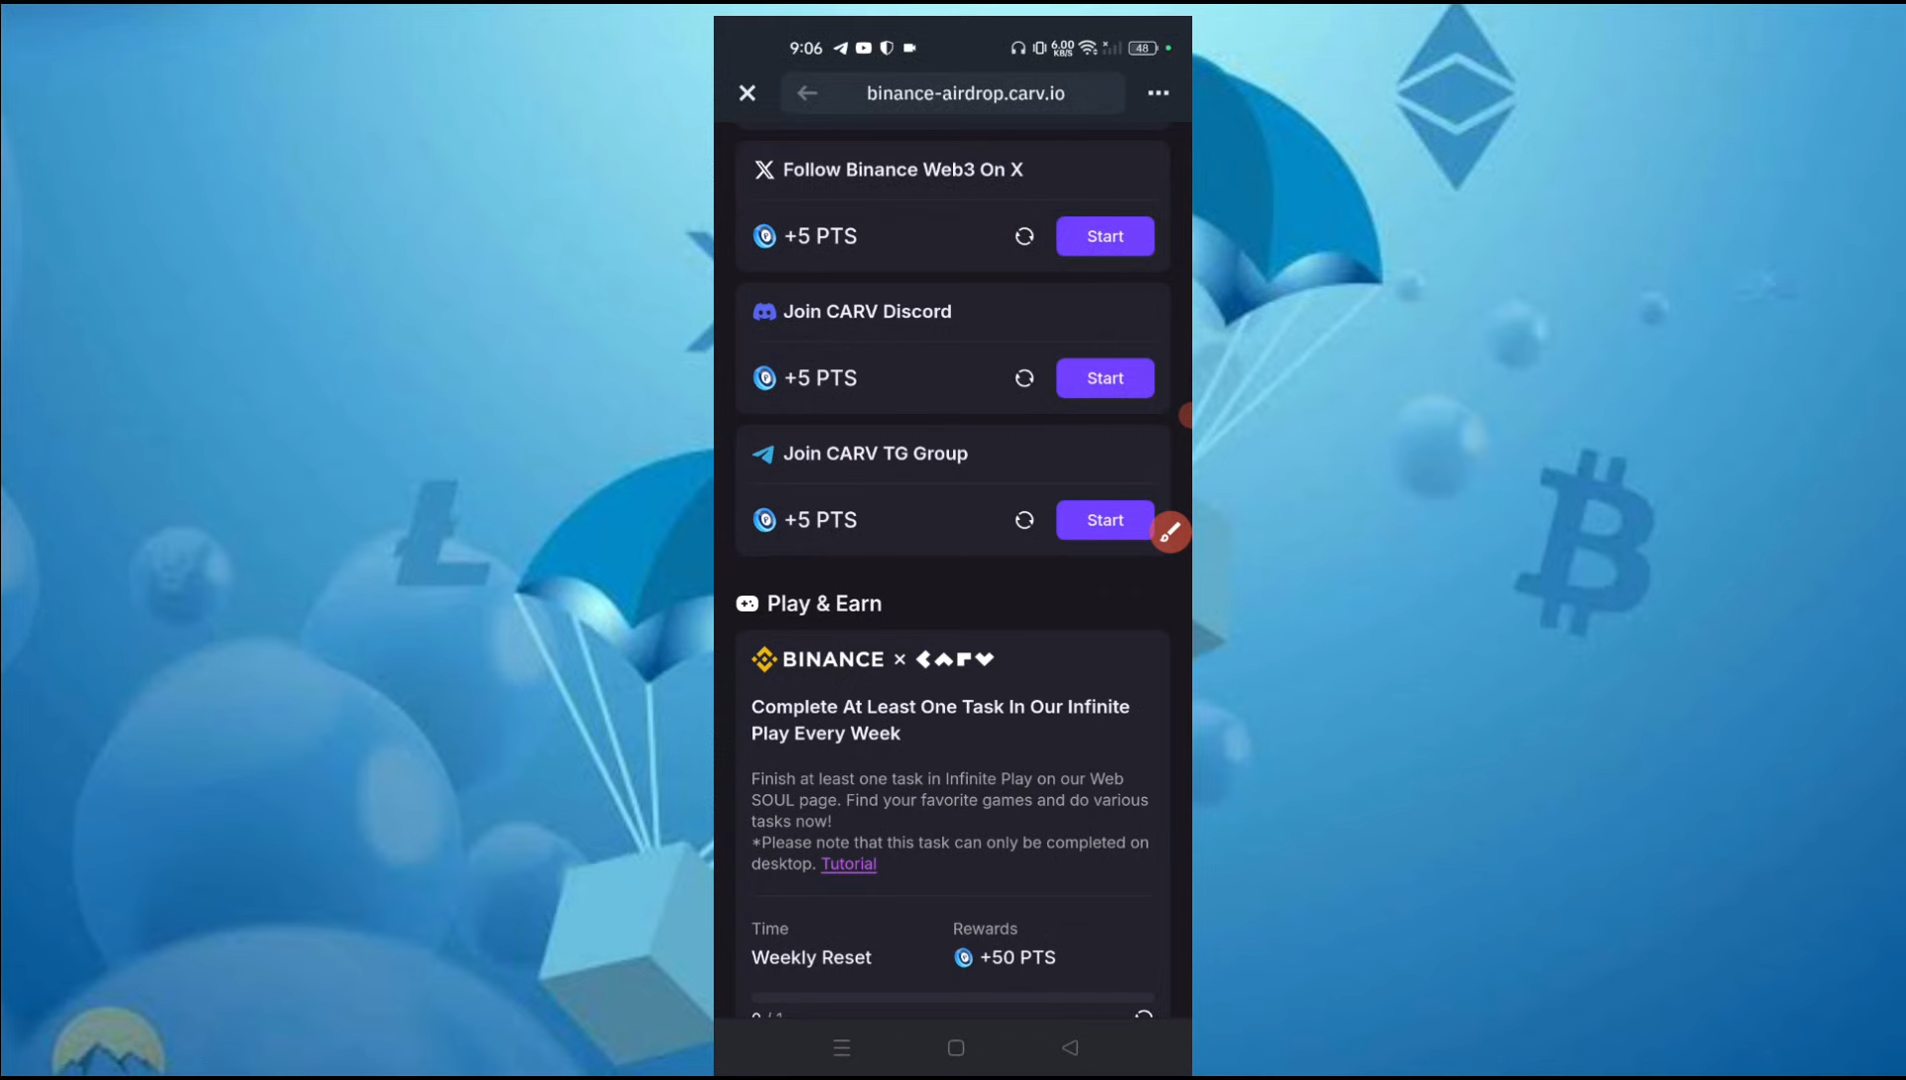 9:06
6.00
KB/S
48
binance-airdrop.carv.io
Follow Binance Web3 On X
+5 PTS
Start
Join CARV Discord
+5 PTS
Start
Join CARV TG Group
+5 PTS
Start
Play & Earn
BINANCE × CARV
Complete At Least One Task In Our Infinite
Play Every Week
Finish at least one task in Infinite Play on our Web
SOUL page. Find your favorite games and do various
tasks now!
*Please note that this task can only be completed on
desktop. Tutorial
Time
Rewards
Weekly Reset
+50 PTS